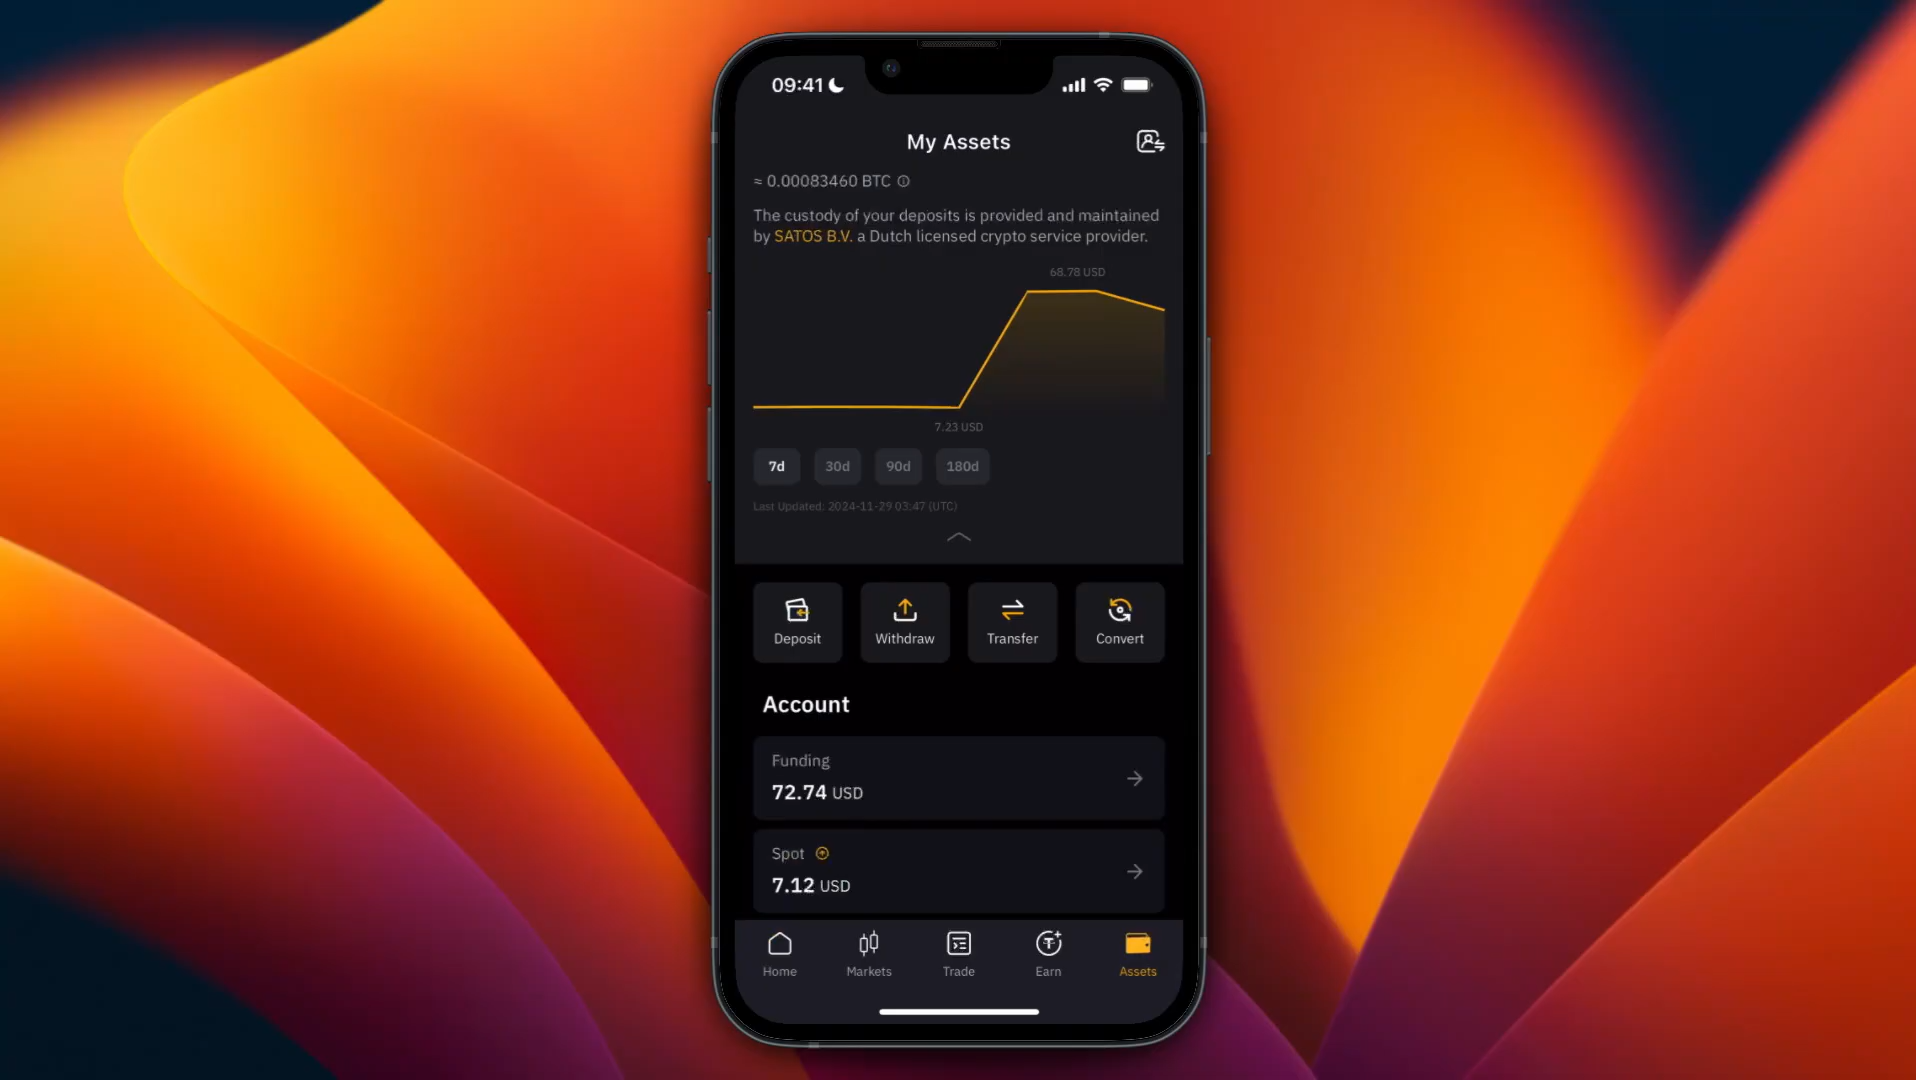 09:41
My Assets
≈ 0.00083460 BTC
The custody of your deposits is provided and maintained
by SATOS B.V. a Dutch licensed crypto service provider.
68.78 USD
7.23 USD
7d 30d 90d 180d
Last Updated: 2024-11-29 03:47 (UTC)
Deposit Withdraw Transfer Convert
Account
Funding
72.74 USD
Spot
7.12 USD
Home Markets Trade Earn Assets